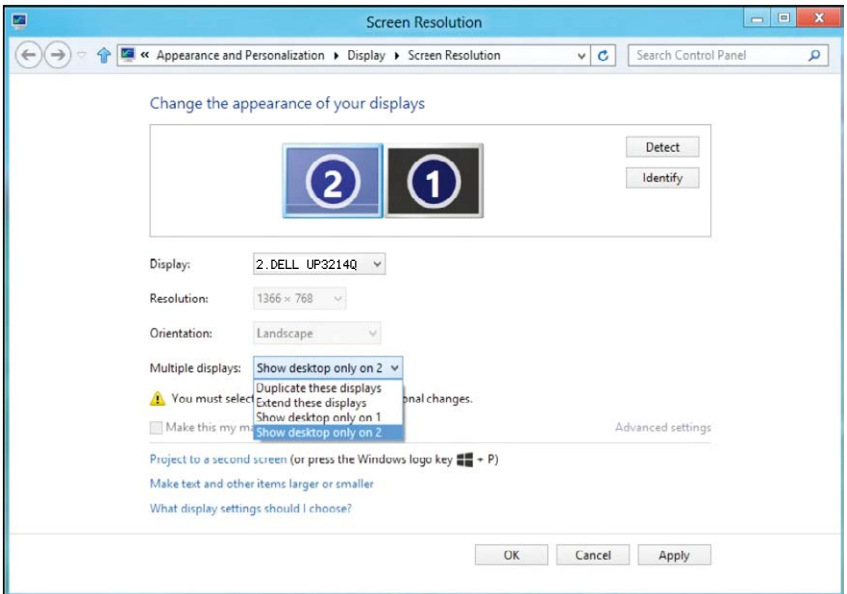 Screen Resolution
X
« Appearance and Personalization ▸ Display ▸ Screen Resolution
Search Control Panel
Change the appearance of your displays
2 1
Detect
Identify
Display: 2.DELL UP3214Q
Resolution: 1366 × 768
Orientation: Landscape
Multiple displays: Show desktop only on 2
Duplicate these displays
You must select onal changes.
Extend these displays
Show desktop only on 1
Make this my ma
Show desktop only on 2
Advanced settings
Project to a second screen (or press the Windows logo key + P)
Make text and other items larger or smaller
What display settings should I choose?
OK Cancel Apply